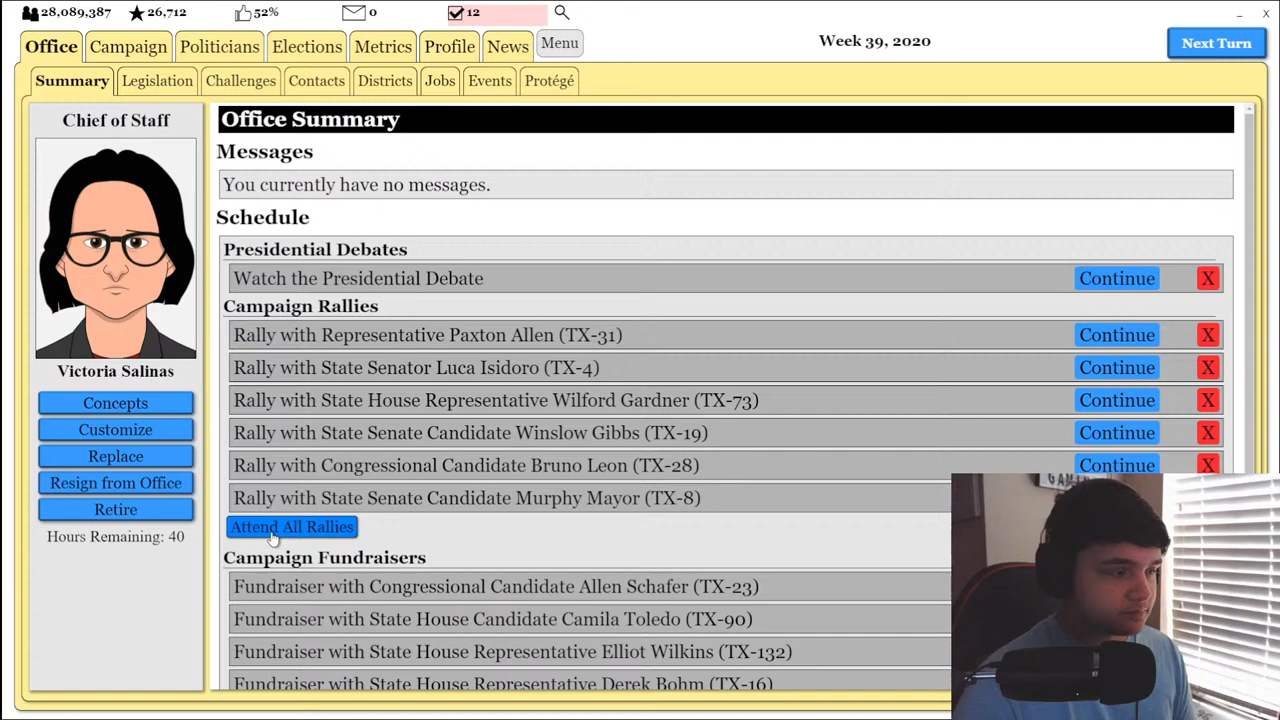 28,089,387 26,712 52% 0 12
Office Campaign Politicians Elections Metrics Profile News Menu
Week 39, 2020
Next Turn
Summary Legislation Challenges Contacts Districts Jobs Events Protégé
Chief of Staff
Victoria Salinas
Concepts
Customize
Replace
Resign from Office
Retire
Hours Remaining: 40
Office Summary
Messages
You currently have no messages.
Schedule
Presidential Debates
Watch the Presidential Debate Continue X
Campaign Rallies
Rally with Representative Paxton Allen (TX-31) Continue X
Rally with State Senator Luca Isidoro (TX-4) Continue X
Rally with State House Representative Wilford Gardner (TX-73) Continue X
Rally with State Senate Candidate Winslow Gibbs (TX-19) Continue X
Rally with Congressional Candidate Bruno Leon (TX-28) Continue X
Rally with State Senate Candidate Murphy Mayor (TX-8)
Attend All Rallies
Campaign Fundraisers
Fundraiser with Congressional Candidate Allen Schafer (TX-23)
Fundraiser with State House Candidate Camila Toledo (TX-90)
Fundraiser with State House Representative Elliot Wilkins (TX-132)
Fundraiser with State House Representative Derek Bohm (TX-16)